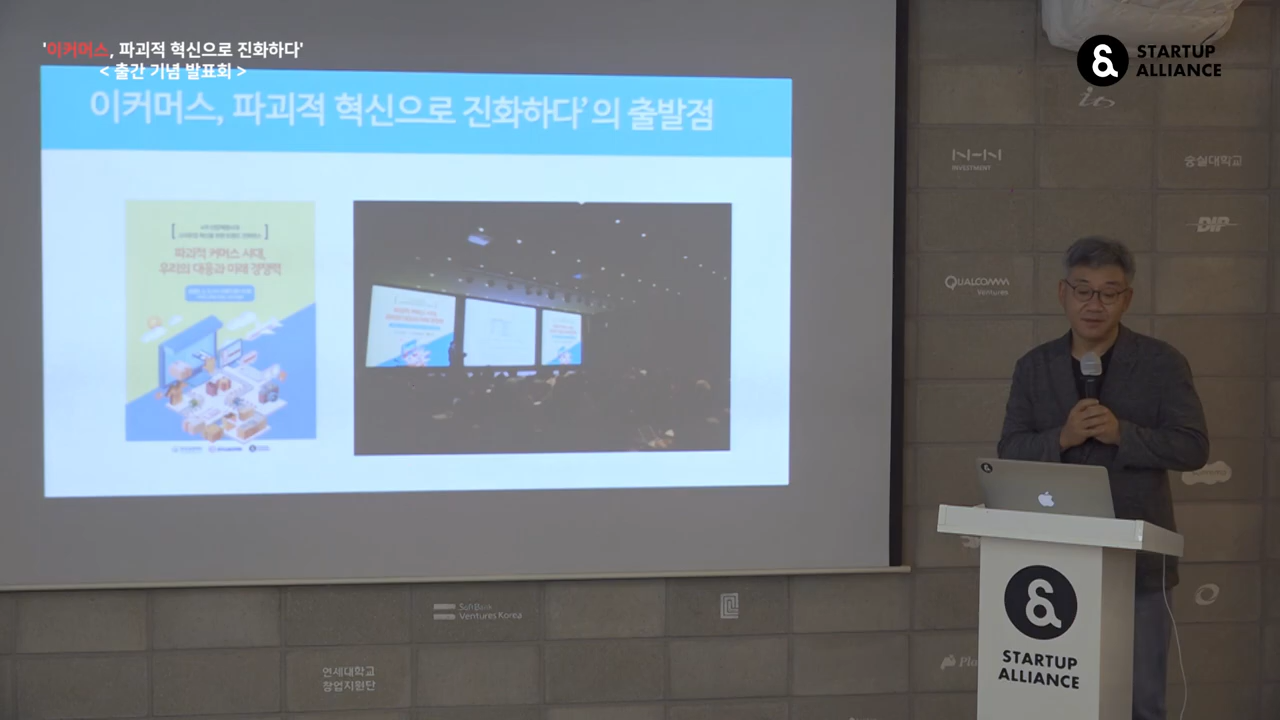 '이커머스, 파괴적 혁신으로 진화하다'
< 출간 기념 발표회 >
STARTUP
ALLIANCE
이커머스, 파괴적 혁신으로 진화하다’의 출발점
파괴적 커머스 시대,
우리의 대응과 미래 경쟁력
N-N
INVESTMENT
숭실대학교
DIP
QUALCOMM
Ventures
SoftBank
Ventures Korea
연세대학교
창업지원단
STARTUP
ALLIANCE